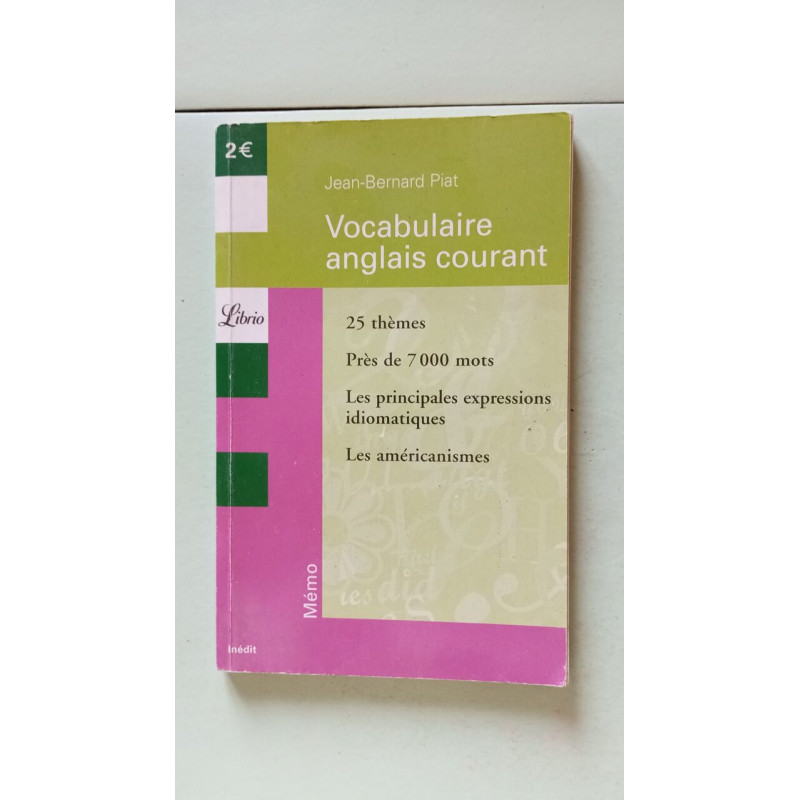 2€
Jean-Bernard Piat
Vocabulaire
anglais courant
Librio
25 thèmes
Près de 7 000 mots
Les principales expressions
idiomatiques
Les américanismes
did
Mémo
Inédit